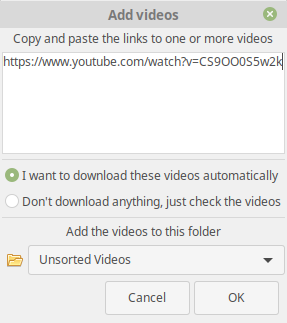 Add videos
Copy and paste the links to one or more videos
https://www.youtube.com/watch?v=CS9OO0S5w2k
I want to download these videos automatically
Don't download anything, just check the videos
Add the videos to this folder
Unsorted Videos
Cancel
OK